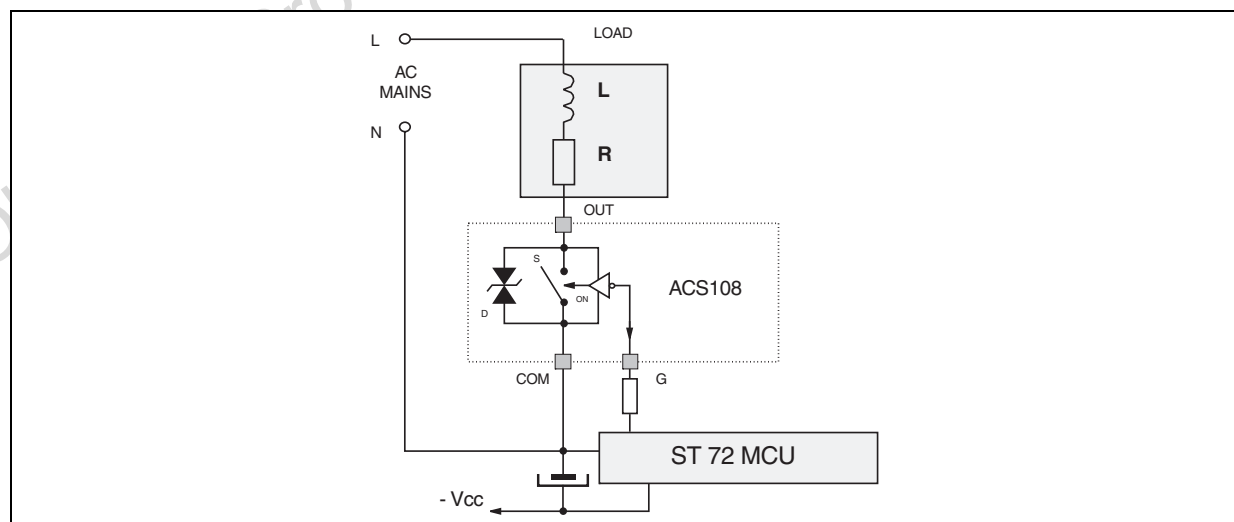 L
LOAD
AC
MAINS
L
N
R
OUT
S
ACS108
ON
D
COM
G
ST 72 MCU
- Vcc